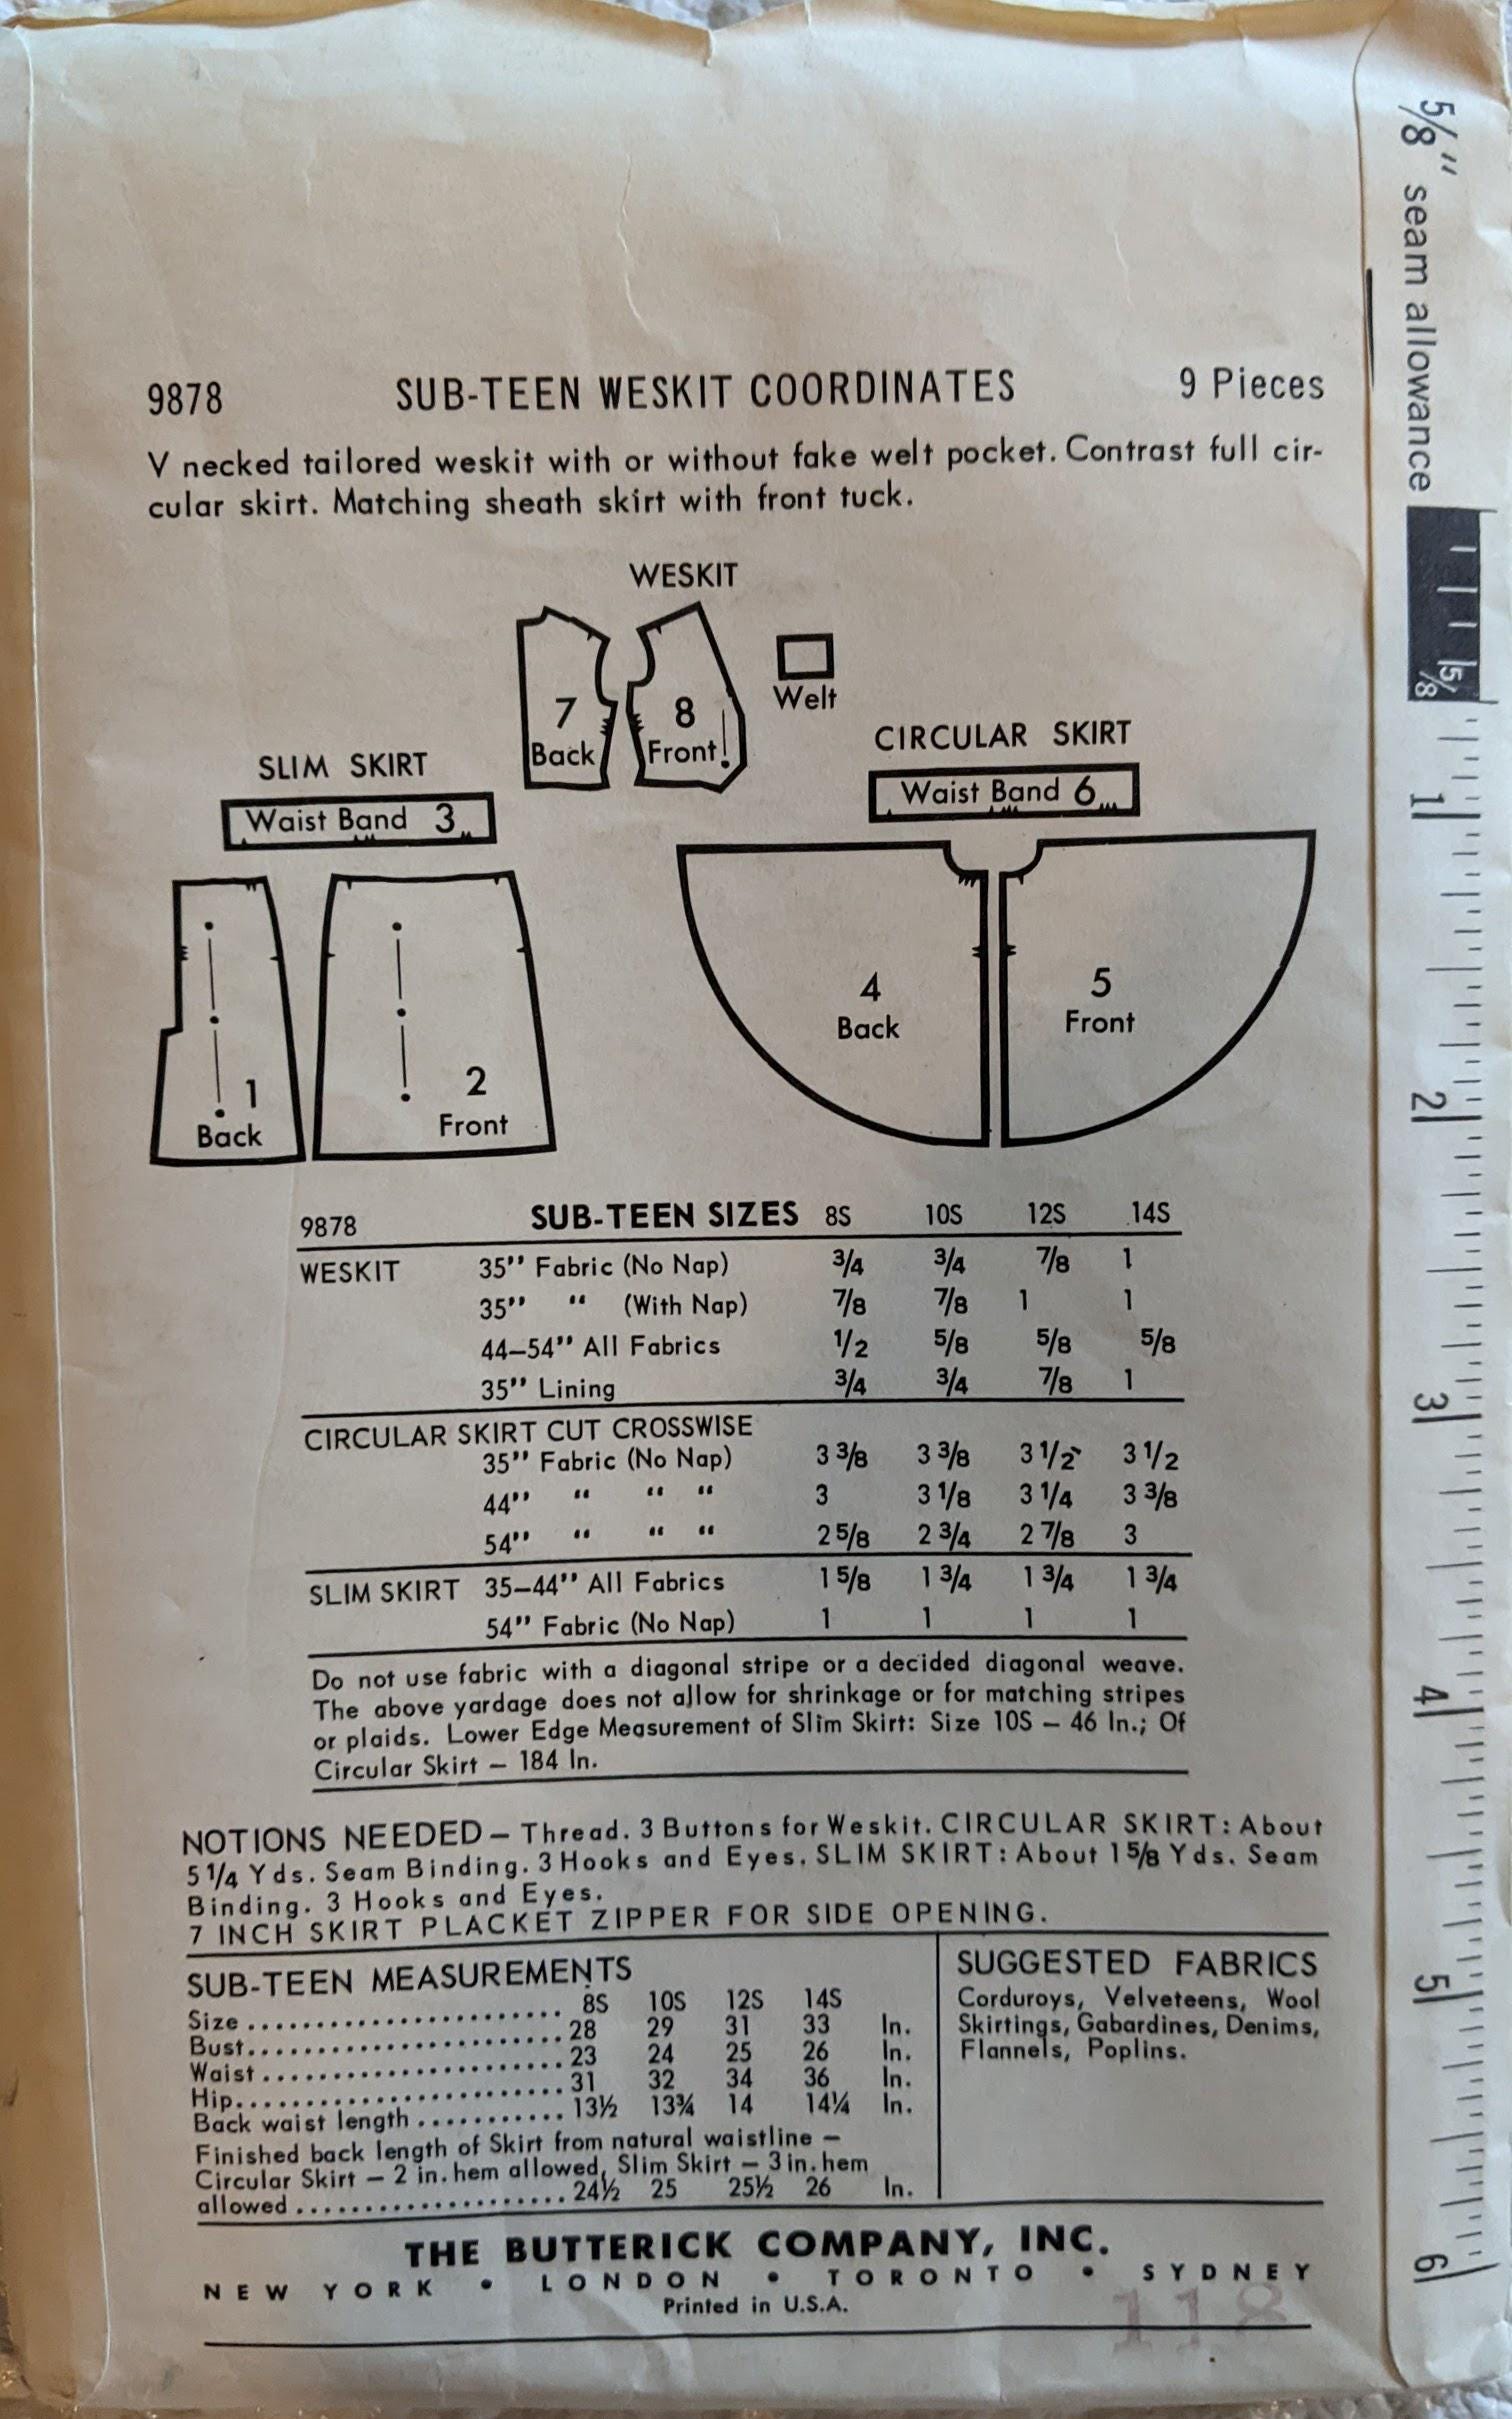 9878 SUB-TEEN WESKIT COORDINATES 9 Pieces
V necked tailored weskit with or without fake welt pocket. Contrast full cir-
cular skirt. Matching sheath skirt with front tuck.
WESKIT
7
Back
8
Front
Welt
SLIM SKIRT
Waist Band 3
1
Back
2
Front
CIRCULAR SKIRT
Waist Band 6
4
Back
5
Front
9878 SUB-TEEN SIZES 8S 10S 12S 14S
WESKIT 35" Fabric (No Nap) 3/4 3/4 7/8 1
35" " (With Nap) 7/8 7/8 1 1
44–54" All Fabrics 1/2 5/8 5/8 5/8
35" Lining 3/4 3/4 7/8 1
CIRCULAR SKIRT CUT CROSSWISE
35" Fabric (No Nap) 3 3/8 3 3/8 3 1/2 3 1/2
44" " " " 3 3 1/8 3 1/4 3 3/8
54" " " " 2 5/8 2 3/4 2 7/8 3
SLIM SKIRT 35–44" All Fabrics 1 5/8 1 3/4 1 3/4 1 3/4
54" Fabric (No Nap) 1 1 1 1
Do not use fabric with a diagonal stripe or a decided diagonal weave.
The above yardage does not allow for shrinkage or for matching stripes
or plaids. Lower Edge Measurement of Slim Skirt: Size 10S – 46 In.; Of
Circular Skirt – 184 In.
NOTIONS NEEDED – Thread. 3 Buttons for Weskit. CIRCULAR SKIRT: About
5 1/4 Yds. Seam Binding. 3 Hooks and Eyes. SLIM SKIRT: About 1 5/8 Yds. Seam
Binding. 3 Hooks and Eyes.
7 INCH SKIRT PLACKET ZIPPER FOR SIDE OPENING.
SUB-TEEN MEASUREMENTS
Size ........................ 8S 10S 12S 14S
Bust........................ 28 29 31 33 In.
Waist ....................... 23 24 25 26 In.
Hip......................... 31 32 34 36 In.
Back waist length ........... 13½ 13¾ 14 14¼ In.
Finished back length of Skirt from natural waistline –
Circular Skirt – 2 in. hem allowed, Slim Skirt – 3 in. hem
allowed .................... 24½ 25 25½ 26 In.
SUGGESTED FABRICS
Corduroys, Velveteens, Wool
Skirtings, Gabardines, Denims,
Flannels, Poplins.
THE BUTTERICK COMPANY, INC.
NEW YORK • LONDON • TORONTO • SYDNEY
Printed in U.S.A.
118
5/8" seam allowance
5/8
1
2
3
4
5
6